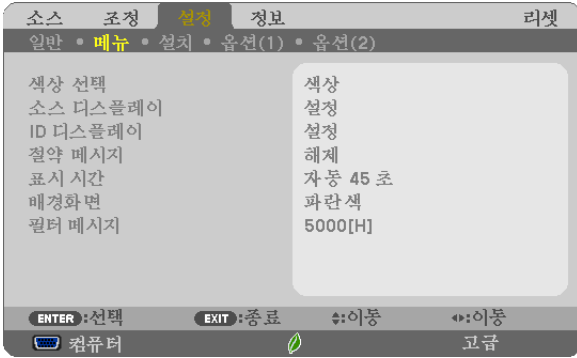 소스 조정 설정 정보 리셋
일반 • 메뉴 • 설치 • 옵션(1) • 옵션(2)
색상 선택 색상
소스 디스플레이 설정
ID 디스플레이 설정
절약 메시지 해제
표시 시간 자동 45 초
배경화면 파란색
필터 메시지 5000[H]
ENTER :선택 EXIT :종료 :이동 :이동
컴퓨터 고급